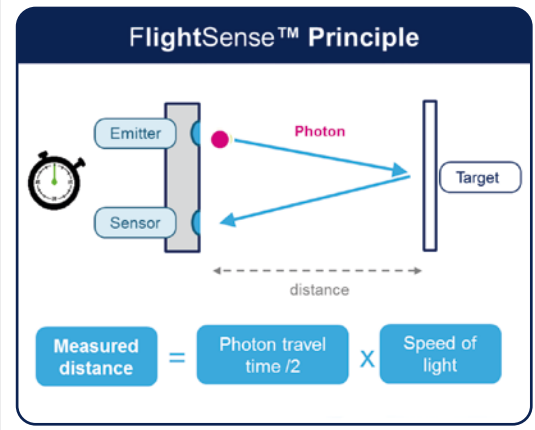 FlightSense™ Principle
Emitter
Photon
Target
Sensor
distance
Measured
distance
=
Photon travel
time /2
x
Speed of
light